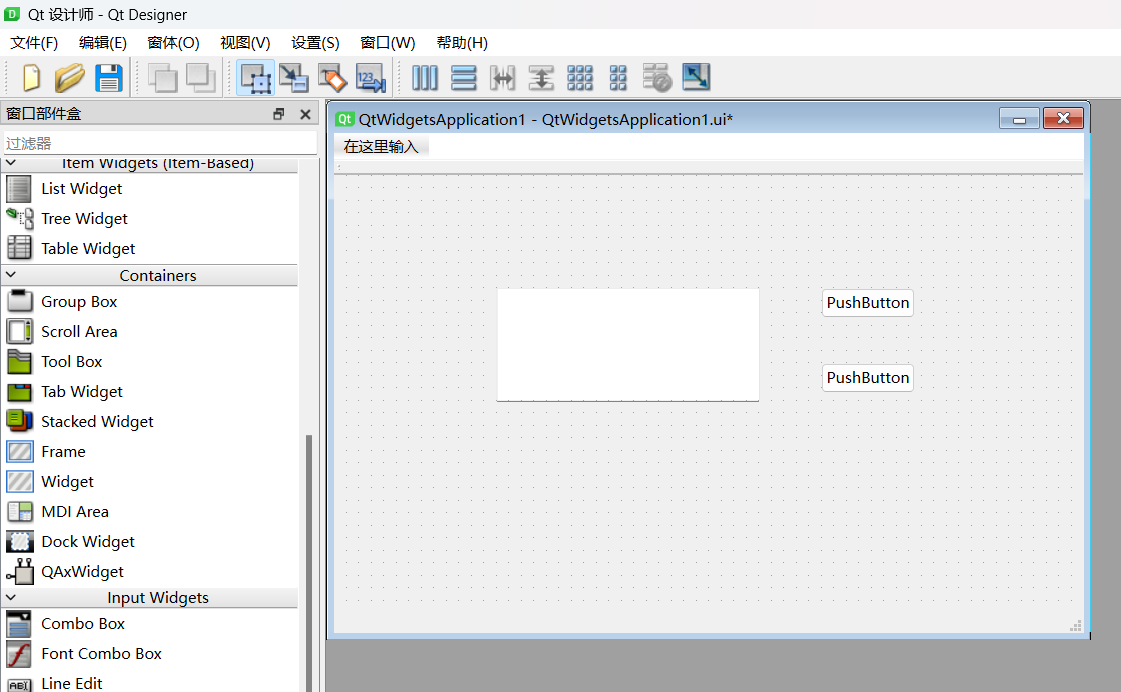 Qt 设计师 - Qt Designer
文件(F) 编辑(E) 窗体(O) 视图(V) 设置(S) 窗口(W) 帮助(H)
123
窗口部件盒
过滤器
Item Widgets (Item-Based)
List Widget
Tree Widget
Table Widget
Containers
Group Box
Scroll Area
Tool Box
Tab Widget
Stacked Widget
Frame
Widget
MDI Area
Dock Widget
QAxWidget
Input Widgets
Combo Box
Font Combo Box
ABI Line Edit
Qt QtWidgetsApplication1 - QtWidgetsApplication1.ui*
在这里输入
PushButton
PushButton